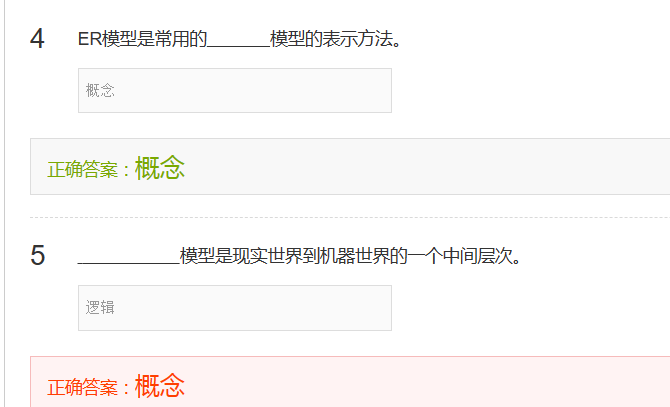 4 ER模型是常用的_______模型的表示方法。
概念
正确答案：概念
5 ____________模型是现实世界到机器世界的一个中间层次。
逻辑
正确答案：概念